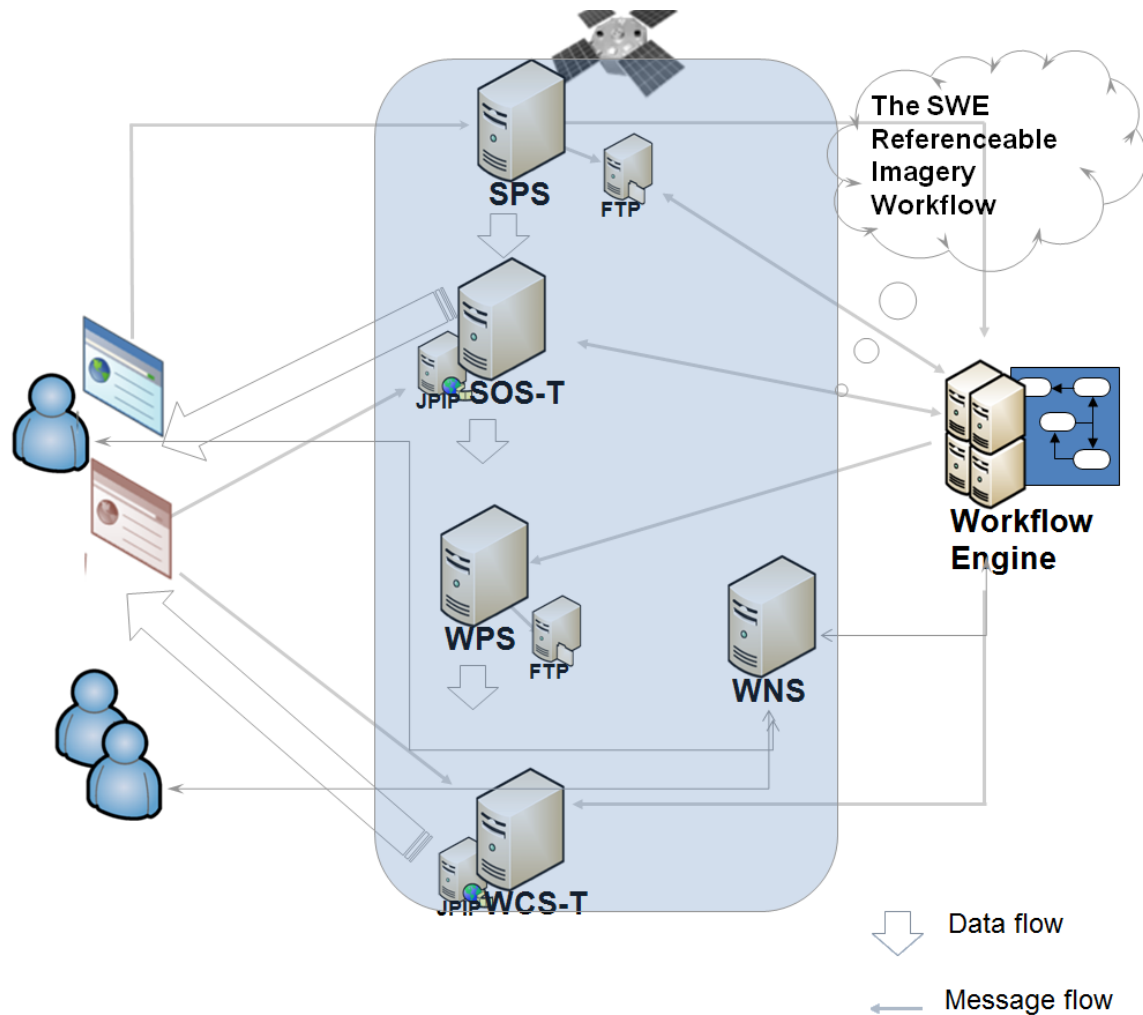 The SWE
Referenceable
Imagery
Workflow
SPS
FTP
JPIP
SOS-T
Workflow
Engine
WPS
FTP
WNS
JPIP
WCS-T
Data flow
Message flow